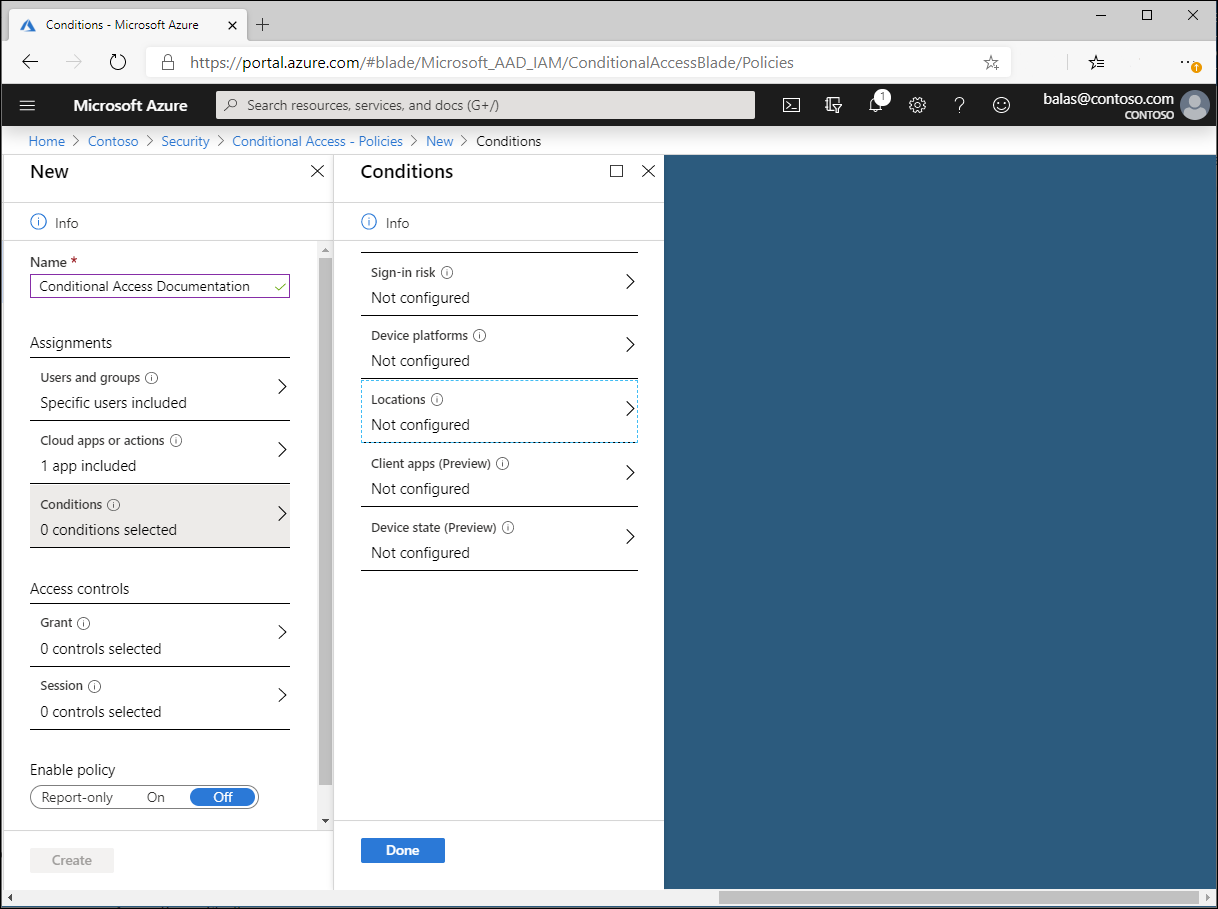 Conditions - Microsoft Azure
https://portal.azure.com/#blade/Microsoft_AAD_IAM/ConditionalAccessBlade/Policies
Microsoft Azure
Search resources, services, and docs (G+/)
1
balas@contoso.com
CONTOSO
Home > Contoso > Security > Conditional Access - Policies > New > Conditions
New
Info
Name *
Conditional Access Documentation
Assignments
Users and groups
Specific users included
Cloud apps or actions
1 app included
Conditions
0 conditions selected
Access controls
Grant
0 controls selected
Session
0 controls selected
Enable policy
Report-only On Off
Create
Conditions
Info
Sign-in risk
Not configured
Device platforms
Not configured
Locations
Not configured
Client apps (Preview)
Not configured
Device state (Preview)
Not configured
Done